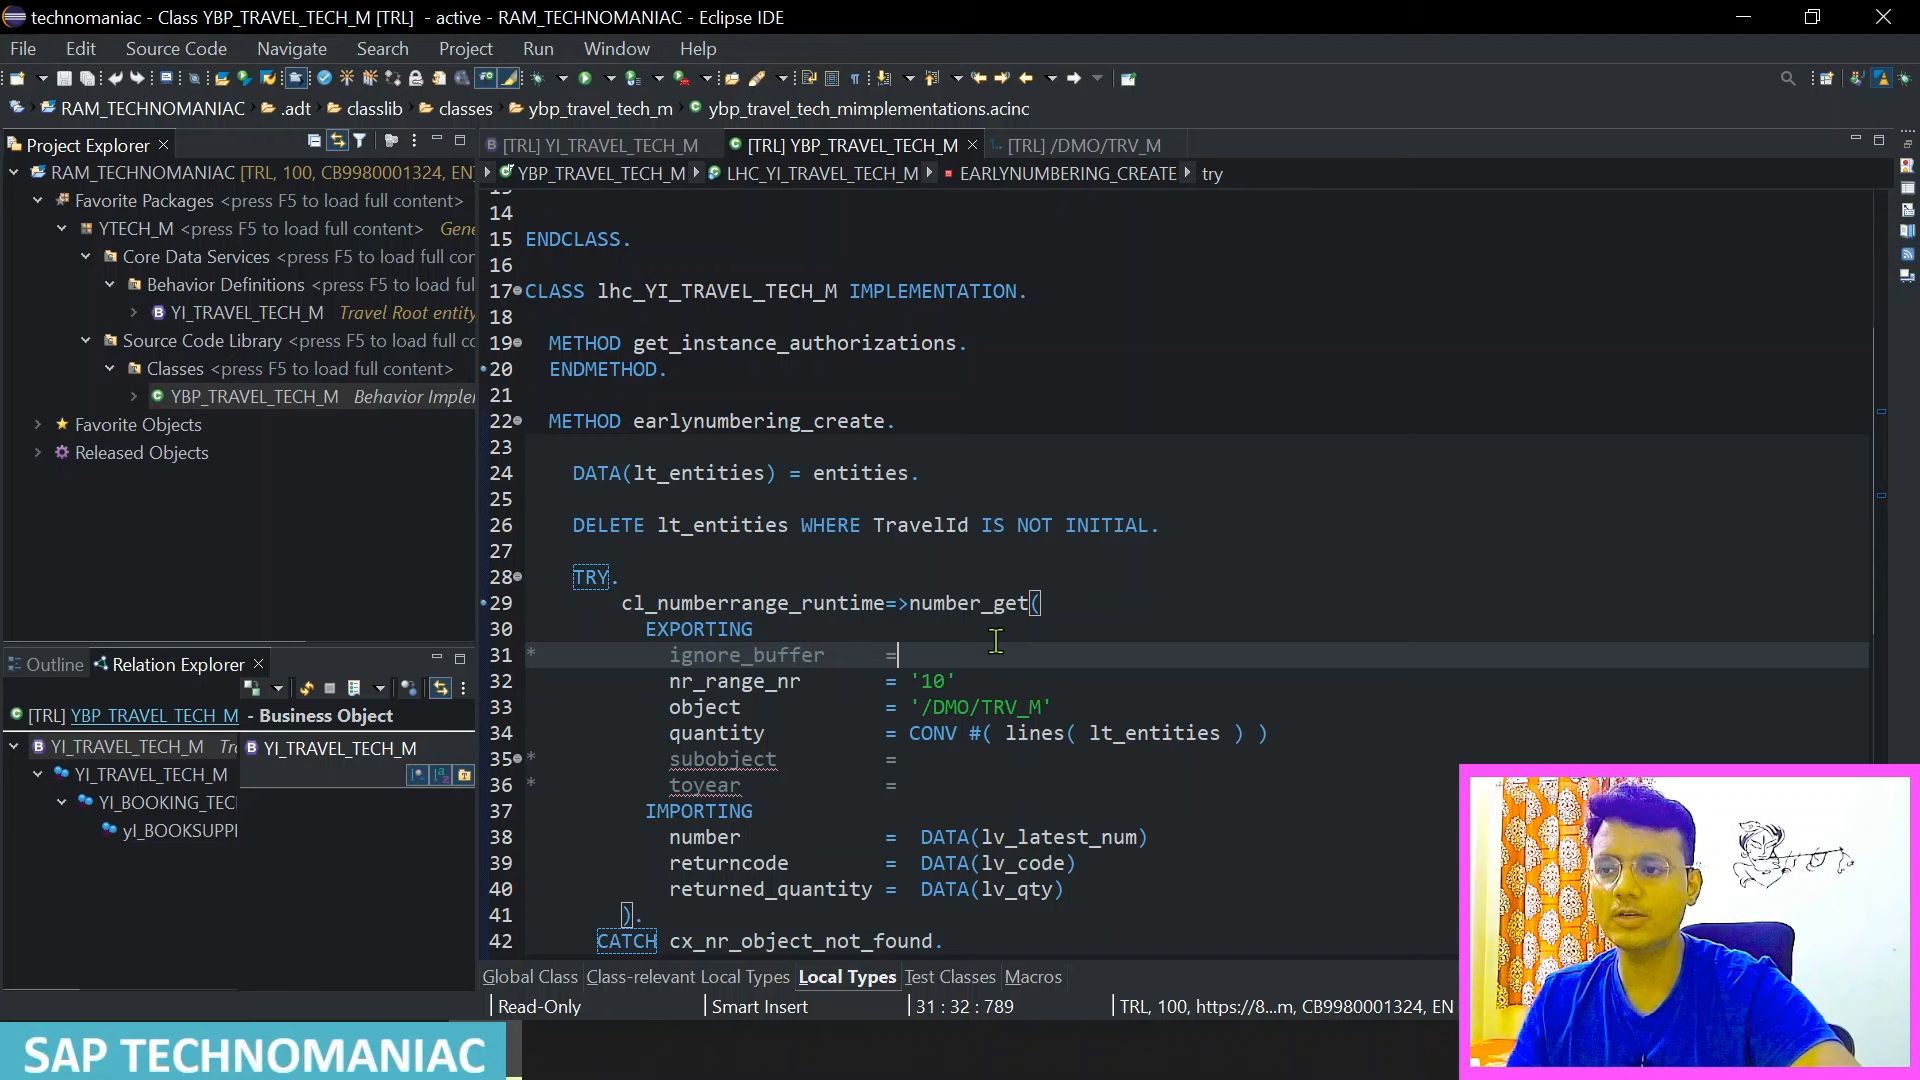 technomaniac - Class YBP_TRAVEL_TECH_M [TRL]  - active - RAM_TECHNOMANIAC - Eclipse IDE
File Edit Source Code Navigate Search Project Run Window Help
RAM_TECHNOMANIAC .adt classlib classes ybp_travel_tech_m ybp_travel_tech_mimplementations.acinc
Project Explorer
RAM_TECHNOMANIAC [TRL, 100, CB9980001324, EN]
Favorite Packages <press F5 to load full content>
YTECH_M <press F5 to load full content> Gene
Core Data Services <press F5 to load full cor
Behavior Definitions <press F5 to load fu
YI_TRAVEL_TECH_M Travel Root entity
Source Code Library <press F5 to load full cc
Classes <press F5 to load full content>
YBP_TRAVEL_TECH_M Behavior Imple
Favorite Objects
Released Objects
Outline Relation Explorer
[TRL] YBP_TRAVEL_TECH_M - Business Object
YI_TRAVEL_TECH_M Tr
YI_TRAVEL_TECH_M
YI_TRAVEL_TECH_M
YI_BOOKING_TECI
yI_BOOKSUPPI
[TRL] YI_TRAVEL_TECH_M [TRL] YBP_TRAVEL_TECH_M [TRL] /DMO/TRV_M
YBP_TRAVEL_TECH_M LHC_YI_TRAVEL_TECH_M EARLYNUMBERING_CREATE try
14
15 ENDCLASS.
16
17 CLASS lhc_YI_TRAVEL_TECH_M IMPLEMENTATION.
18
19 METHOD get_instance_authorizations.
20 ENDMETHOD.
21
22 METHOD earlynumbering_create.
23
24 DATA(lt_entities) = entities.
25
26 DELETE lt_entities WHERE TravelId IS NOT INITIAL.
27
28 TRY.
29 cl_numberrange_runtime=>number_get(
30 EXPORTING
31 * ignore_buffer =
32 nr_range_nr = '10'
33 object = '/DMO/TRV_M'
34 quantity = CONV #( lines( lt_entities ) )
35 * subobject =
36 * toyear =
37 IMPORTING
38 number = DATA(lv_latest_num)
39 returncode = DATA(lv_code)
40 returned_quantity = DATA(lv_qty)
41 ).
42 CATCH cx_nr_object_not_found.
Global Class Class-relevant Local Types Local Types Test Classes Macros
Read-Only Smart Insert 31 : 32 : 789 TRL, 100, https://8...m, CB9980001324, EN
SAP TECHNOMANIAC